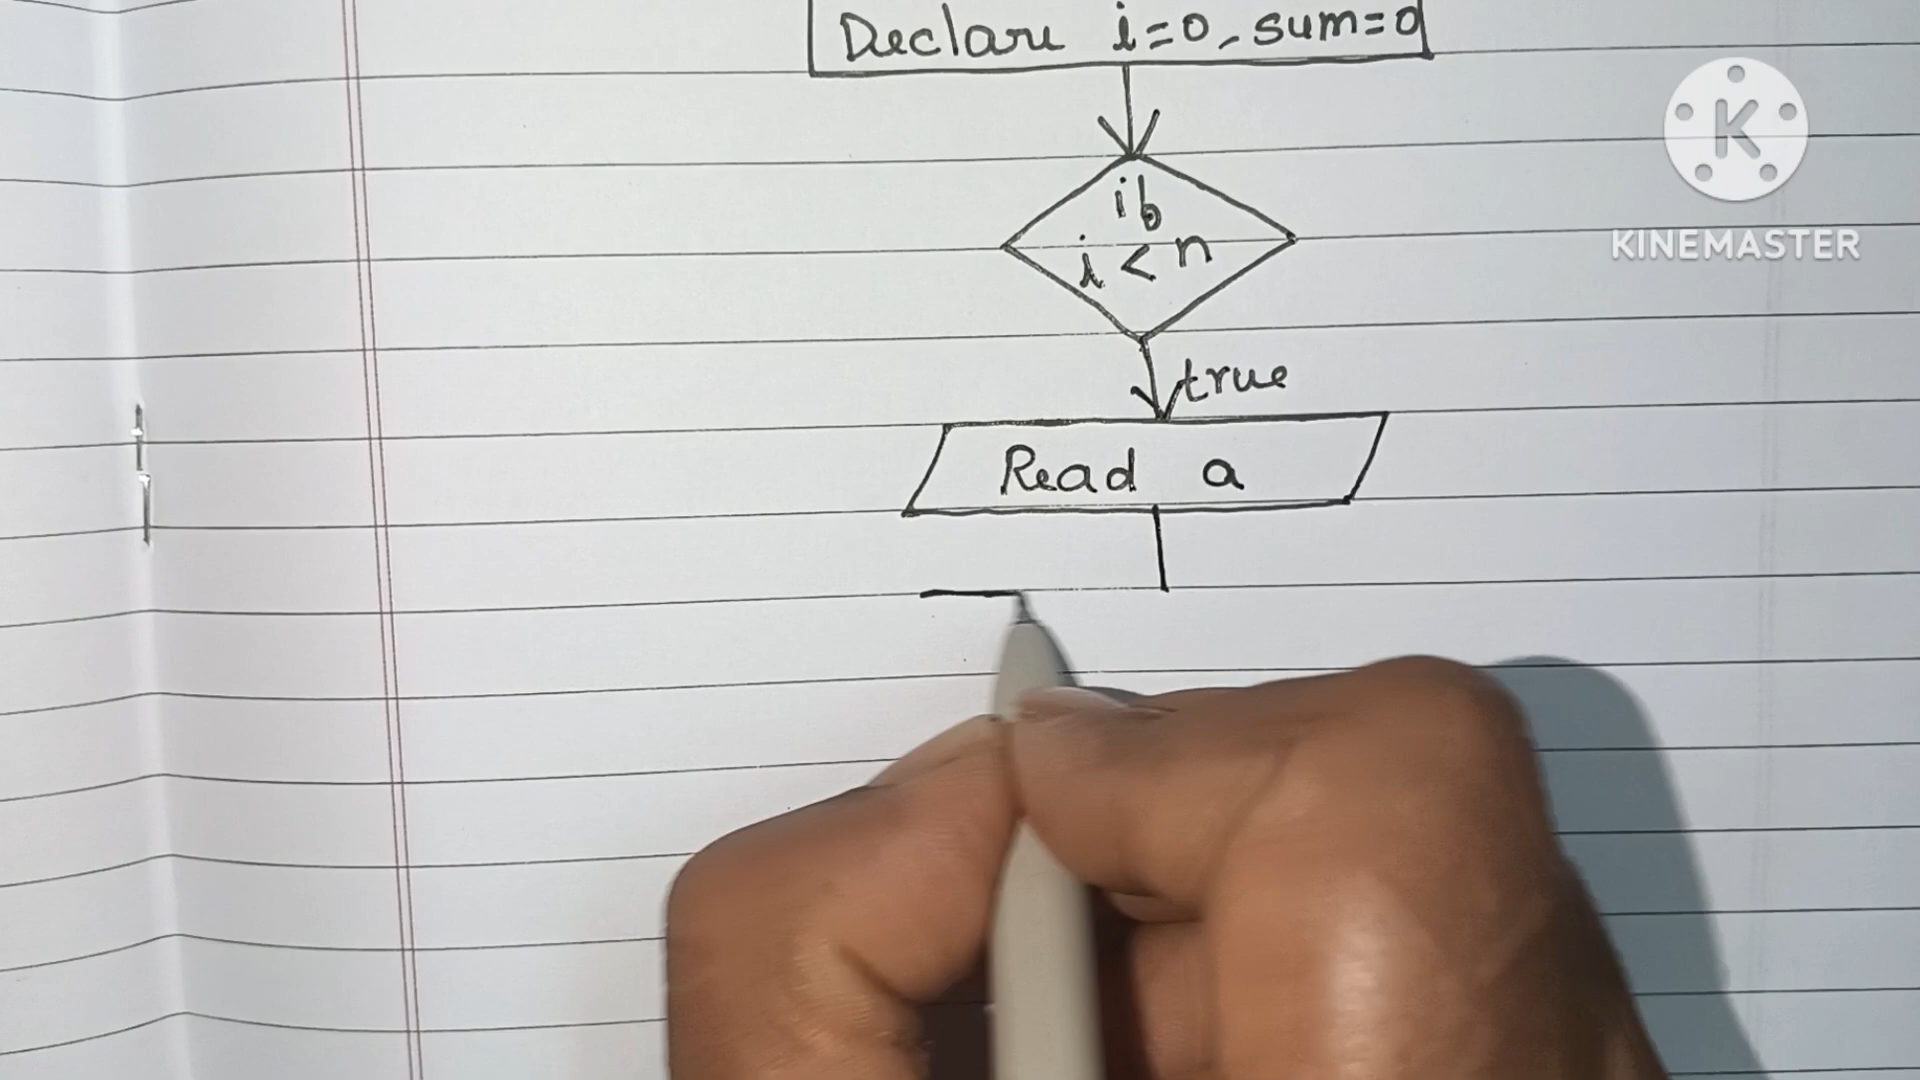 Declare i=0, sum=0
if
i < n
true
Read a
K
KINEMASTER